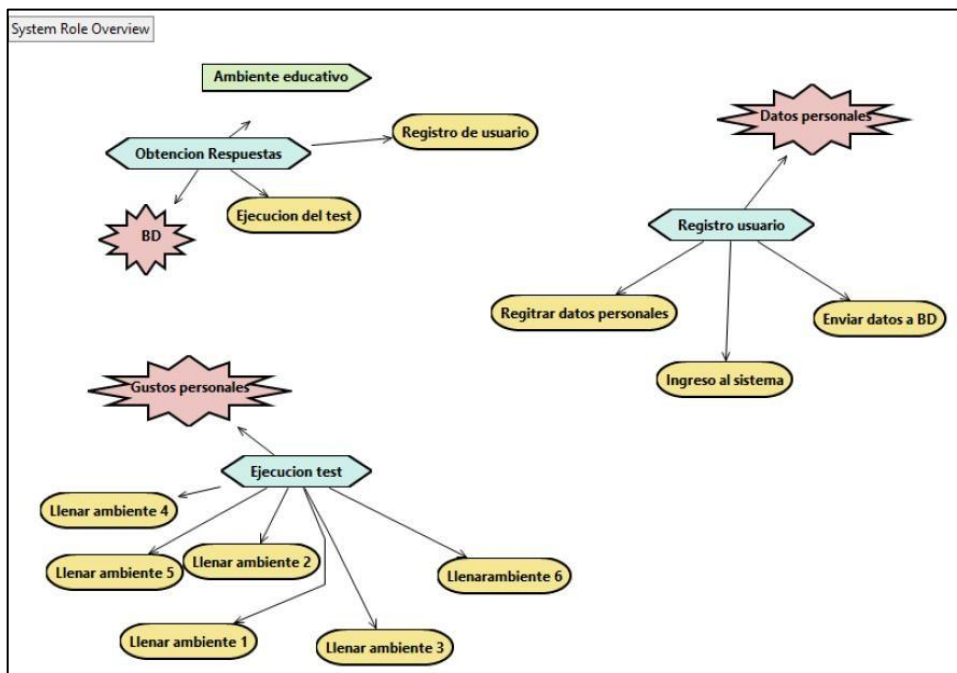 System Role Overview
Ambiente educativo
Datos personales
Registro de usuario
Obtencion Respuestas
Ejecucion del test
BD
Registro usuario
Regitrar datos personales
Enviar datos a BD
Ingreso al sistema
Gustos personales
Ejecucion test
Llenar ambiente 4
Llenar ambiente 5
Llenar ambiente 2
Llenarambiente 6
Llenar ambiente 1
Llenar ambiente 3